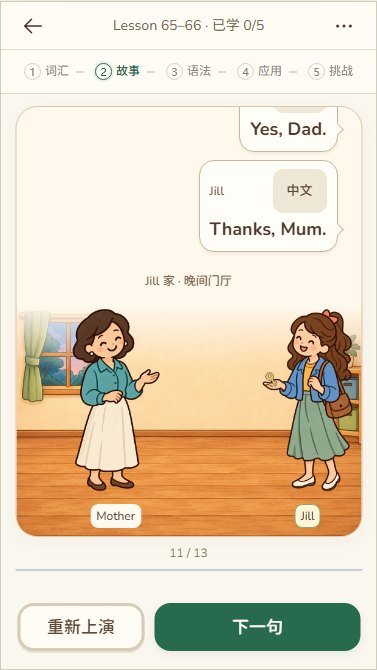 Lesson 65–66 · 已学 0/5
1 词汇 – 2 故事 – 3 语法 – 4 应用 – 5 挑战
Yes, Dad.
Jill 中文
Thanks, Mum.
Jill 家 · 晚间门厅
Mother Jill
11 / 13
重新上演 下一句